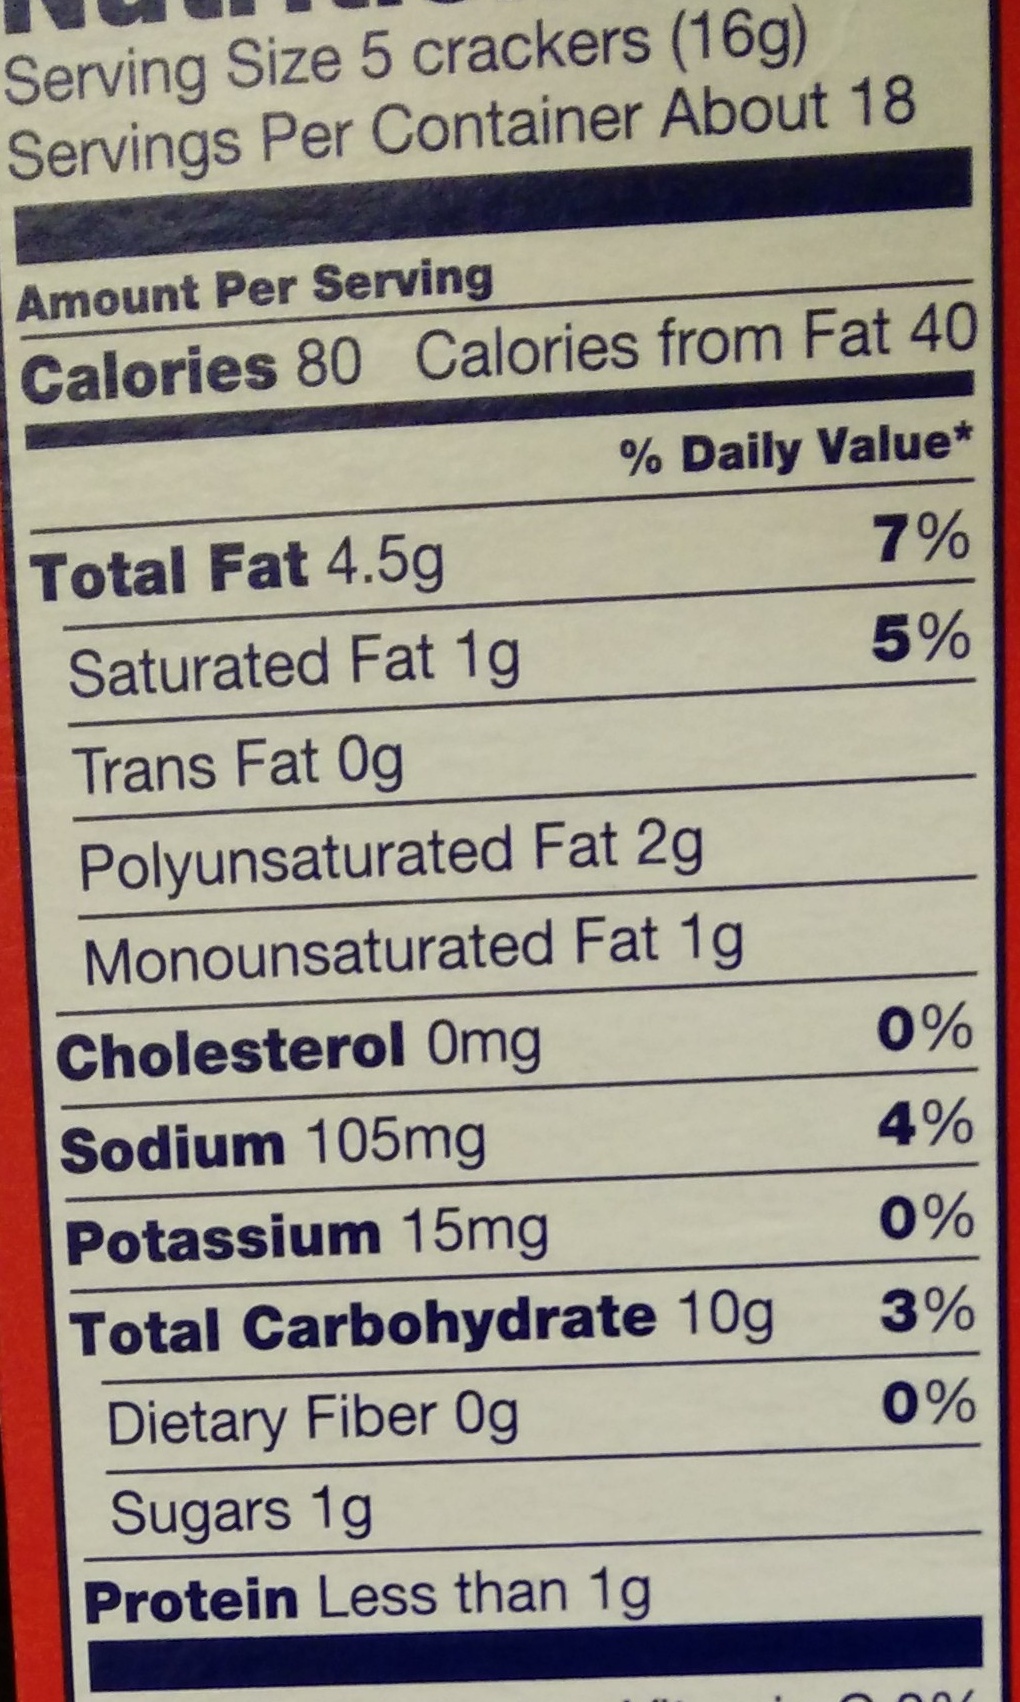 Serving Size 5 crackers (16g)
Servings Per Container About 18
Amount Per Serving
Calories 80 Calories from Fat 40
% Daily Value*
Total Fat 4.5g 7%
Saturated Fat 1g 5%
Trans Fat 0g
Polyunsaturated Fat 2g
Monounsaturated Fat 1g
Cholesterol 0mg 0%
Sodium 105mg 4%
Potassium 15mg 0%
Total Carbohydrate 10g 3%
Dietary Fiber 0g 0%
Sugars 1g
Protein Less than 1g